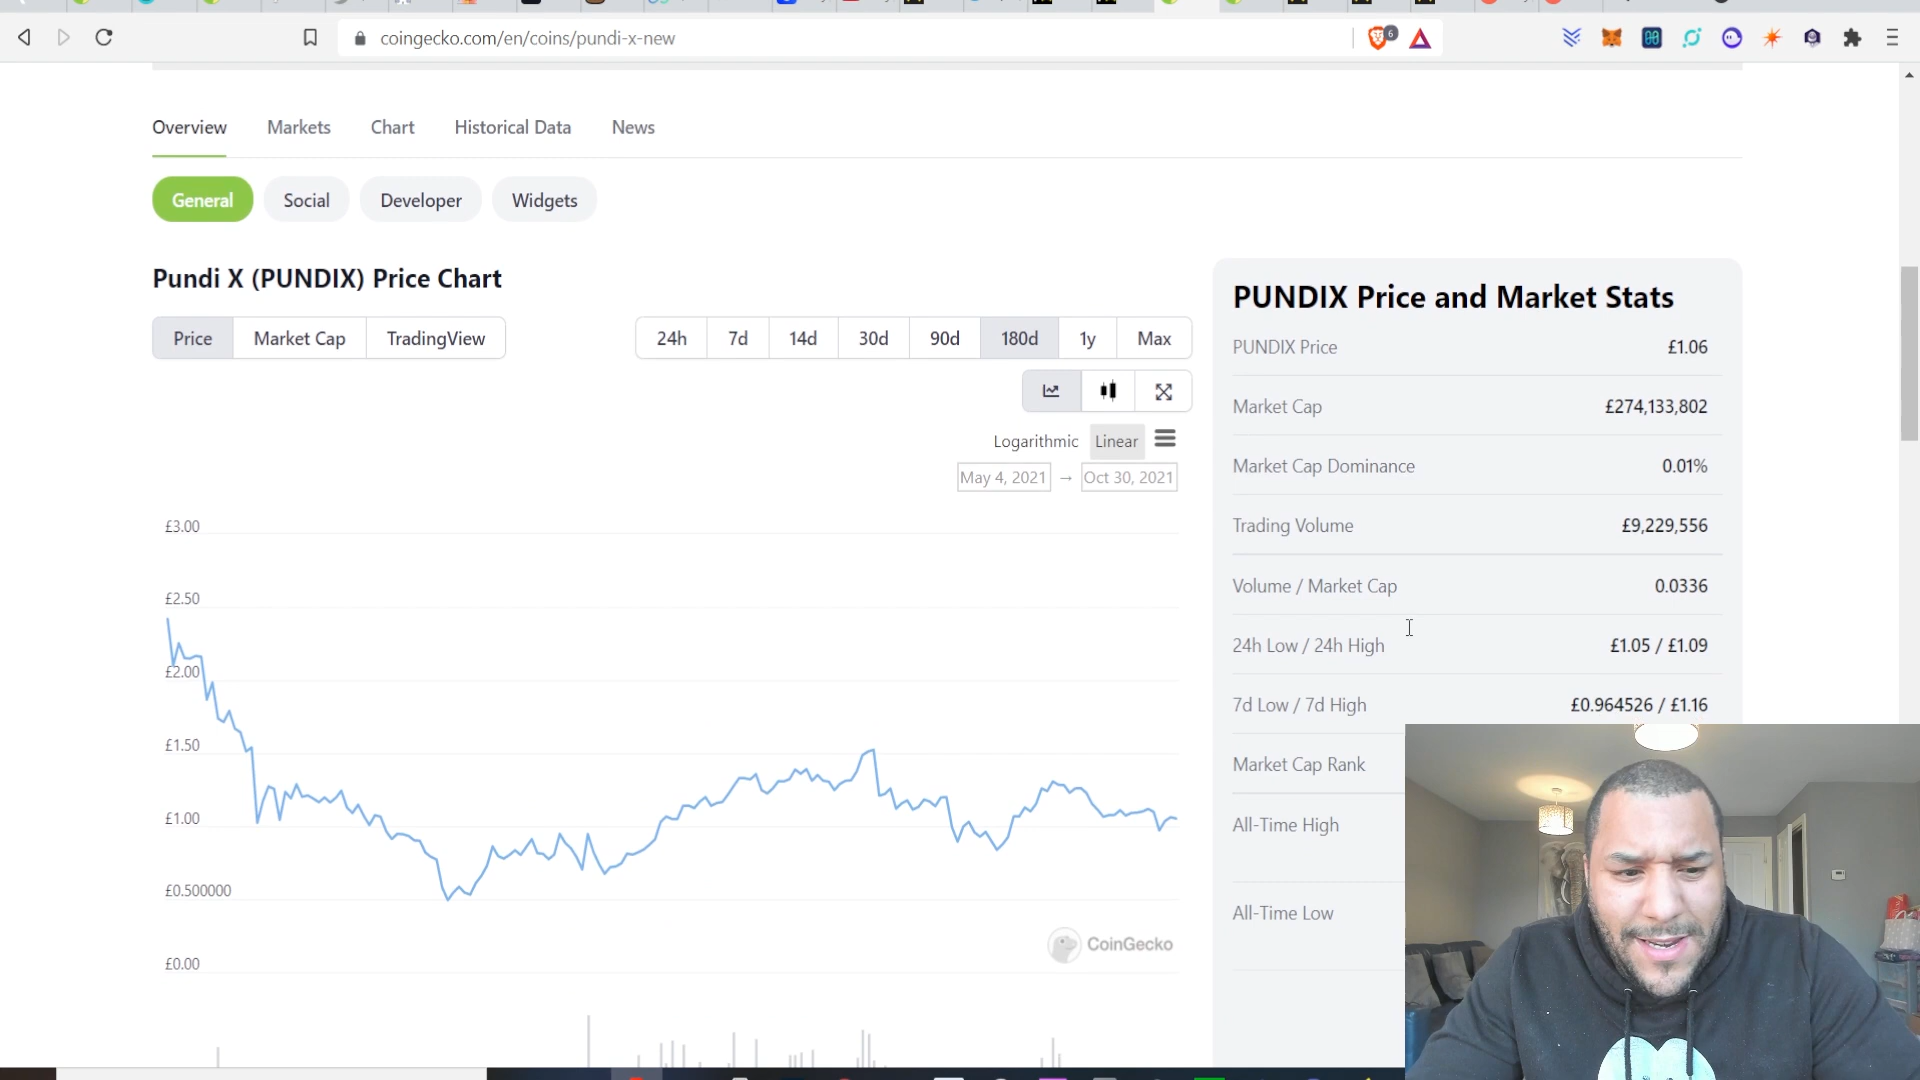 coingecko.com/en/coins/pundi-x-new
6
Overview Markets Chart Historical Data News
General Social Developer Widgets
Pundi X (PUNDIX) Price Chart
Price Market Cap TradingView
24h 7d 14d 30d 90d 180d 1y Max
Logarithmic Linear
May 4, 2021 → Oct 30, 2021
£3.00
£2.50
£2.00
£1.50
£1.00
£0.500000
£0.00
CoinGecko
PUNDIX Price and Market Stats
PUNDIX Price £1.06
Market Cap £274,133,802
Market Cap Dominance 0.01%
Trading Volume £9,229,556
Volume / Market Cap 0.0336
24h Low / 24h High £1.05 / £1.09
7d Low / 7d High £0.964526 / £1.16
Market Cap Rank
All-Time High
All-Time Low